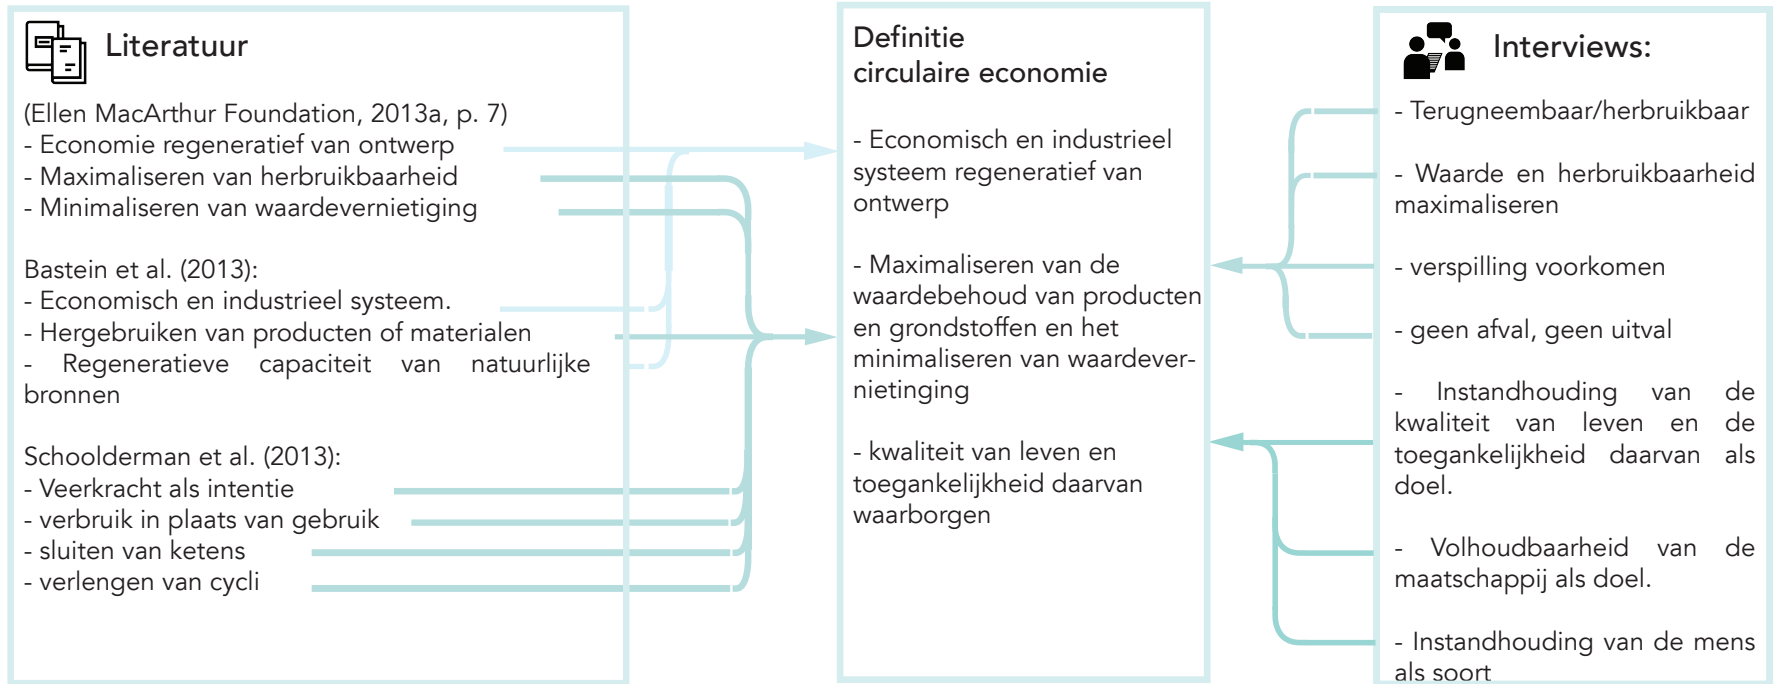 Literatuur
(Ellen MacArthur Foundation, 2013a, p. 7)
- Economie regeneratief van ontwerp
- Maximaliseren van herbruikbaarheid
- Minimaliseren van waardevernietiging
Bastein et al. (2013):
- Economisch en industrieel systeem.
- Hergebruiken van producten of materialen
- Regeneratieve capaciteit van natuurlijke
bronnen
Schoolderman et al. (2013):
- Veerkracht als intentie
- verbruik in plaats van gebruik
- sluiten van ketens
- verlengen van cycli
Definitie
circulaire economie
- Economisch en industrieel
systeem regeneratief van
ontwerp
- Maximaliseren van de
waardebehoud van producten
en grondstoffen en het
minimaliseren van waardever-
nietinging
- kwaliteit van leven en
toegankelijkheid daarvan
waarborgen
Interviews:
- Terugneembaar/herbruikbaar
- Waarde en herbruikbaarheid
maximaliseren
- verspilling voorkomen
- geen afval, geen uitval
- Instandhouding van de
kwaliteit van leven en de
toegankelijkheid daarvan als
doel.
- Volhoudbaarheid van de
maatschappij als doel.
- Instandhouding van de mens
als soort